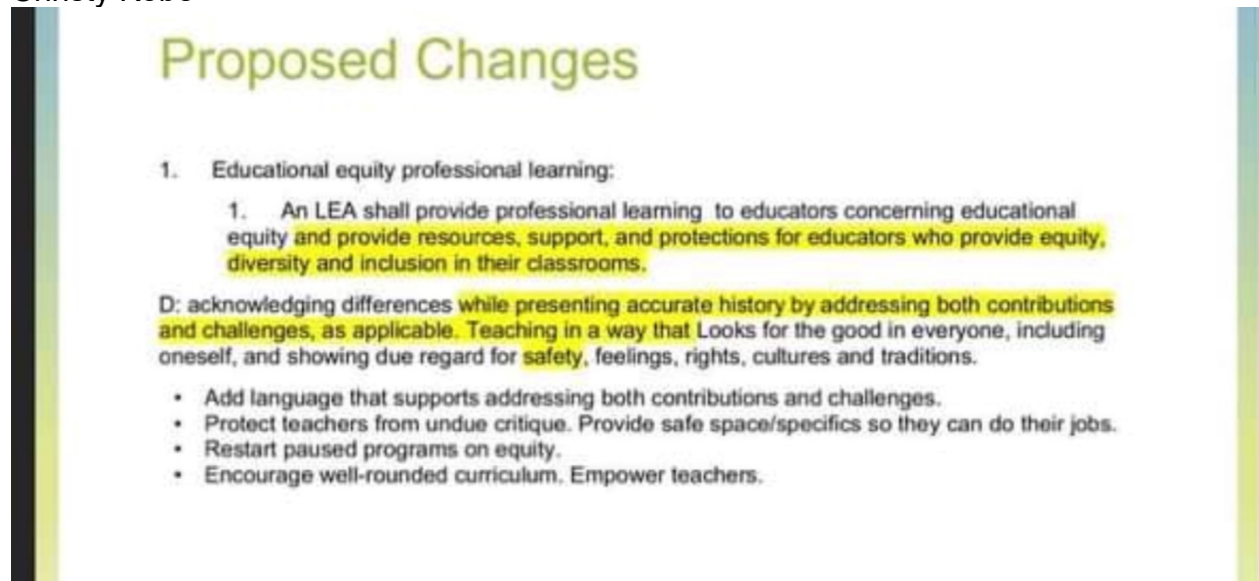 Proposed Changes
1. Educational equity professional learning:
1. An LEA shall provide professional learning to educators concerning educational
equity and provide resources, support, and protections for educators who provide equity,
diversity and inclusion in their classrooms.
D: acknowledging differences while presenting accurate history by addressing both contributions
and challenges, as applicable. Teaching in a way that Looks for the good in everyone, including
oneself, and showing due regard for safety, feelings, rights, cultures and traditions.
• Add language that supports addressing both contributions and challenges.
• Protect teachers from undue critique. Provide safe space/specifics so they can do their jobs.
• Restart paused programs on equity.
• Encourage well-rounded curriculum. Empower teachers.